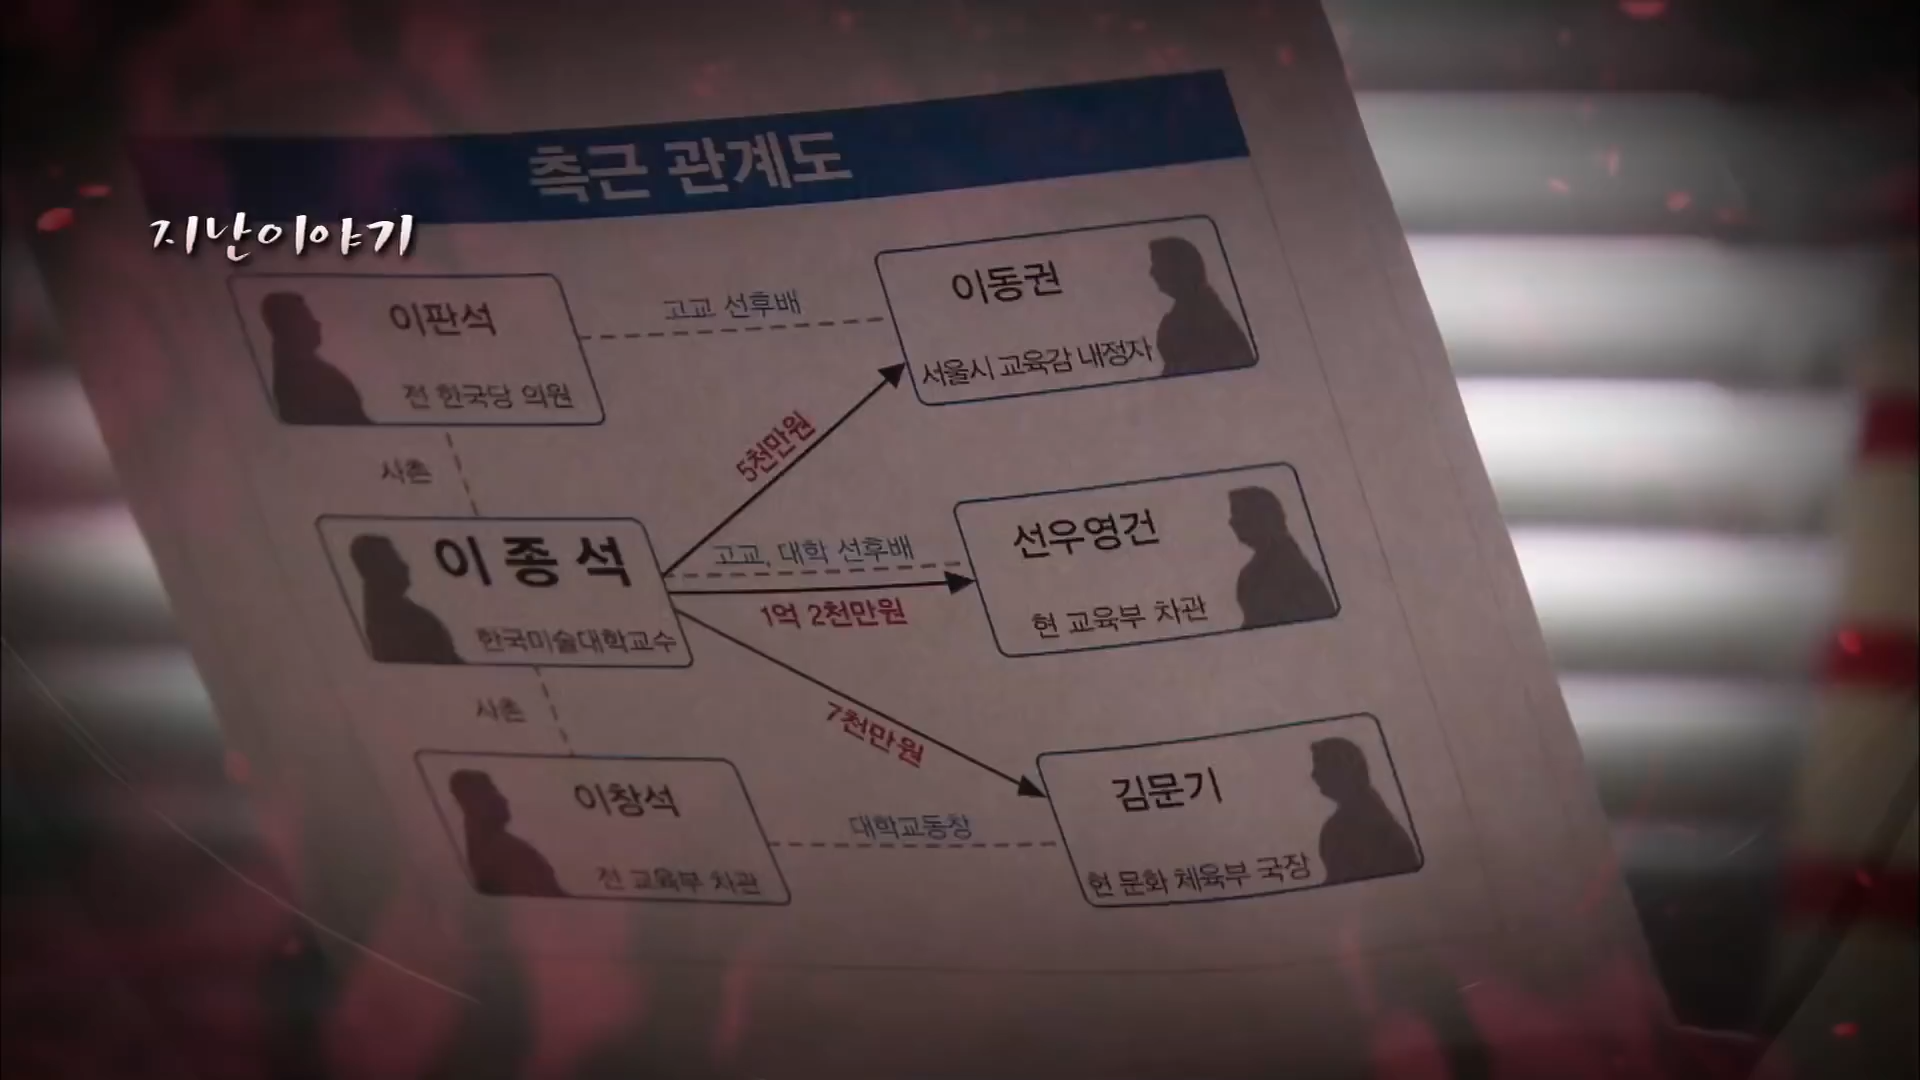 측근 관계도
지난이야기
이판석
전 한국당 의원
고교 선후배
이동권
서울시 교육감 내정자
사촌
5천만원
이종석
한국미술대학교수
고교, 대학 선후배
1억 2천만원
선우영건
현 교육부 차관
사촌
7천만원
이창석
전 교육부 차관
대학교동창
김문기
현 문화 체육부 국장